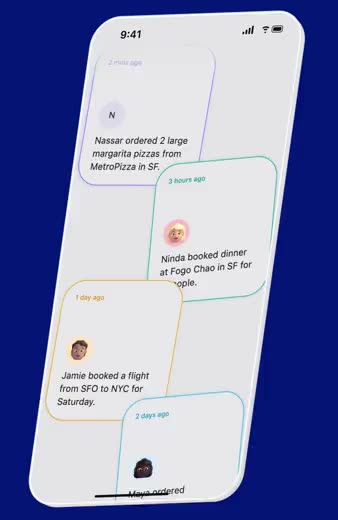 9:41
2 mins ago
N
Nassar ordered 2 large
margarita pizzas from
MetroPizza in SF.
3 hours ago
Ninda booked dinner
at Fogo Chao in SF for
people.
1 day ago
Jamie booked a flight
from SFO to NYC for
Saturday.
2 days ago
Maya ordered